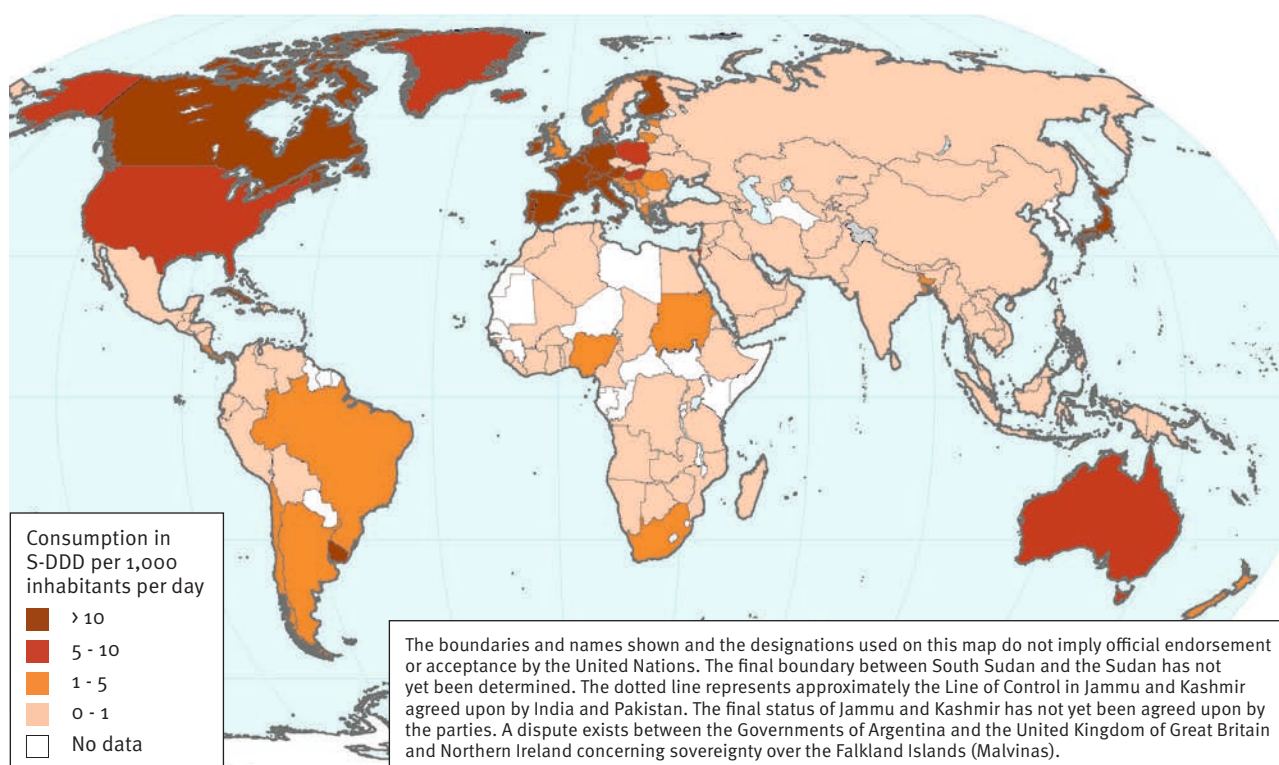 Consumption in
S-DDD per 1,000
inhabitants per day
> 10
5 - 10
1 - 5
0 - 1
No data
The boundaries and names shown and the designations used on this map do not imply official endorsement
or acceptance by the United Nations. The final boundary between South Sudan and the Sudan has not
yet been determined. The dotted line represents approximately the Line of Control in Jammu and Kashmir
agreed upon by India and Pakistan. The final status of Jammu and Kashmir has not yet been agreed upon by
the parties. A dispute exists between the Governments of Argentina and the United Kingdom of Great Britain
and Northern Ireland concerning sovereignty over the Falkland Islands (Malvinas).